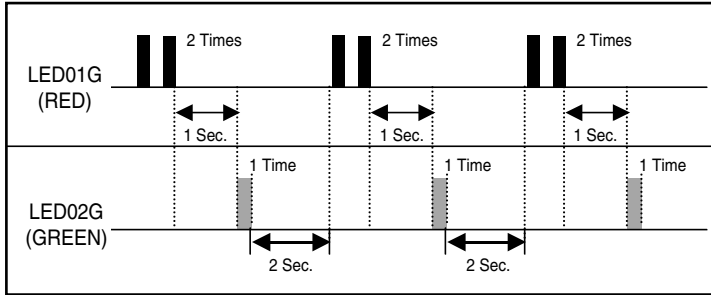 2 Times 2 Times 2 Times
LED01G
(RED)
1 Sec. 1 Sec. 1 Sec.
1 Time 1 Time 1 Time
LED02G
(GREEN)
2 Sec. 2 Sec.